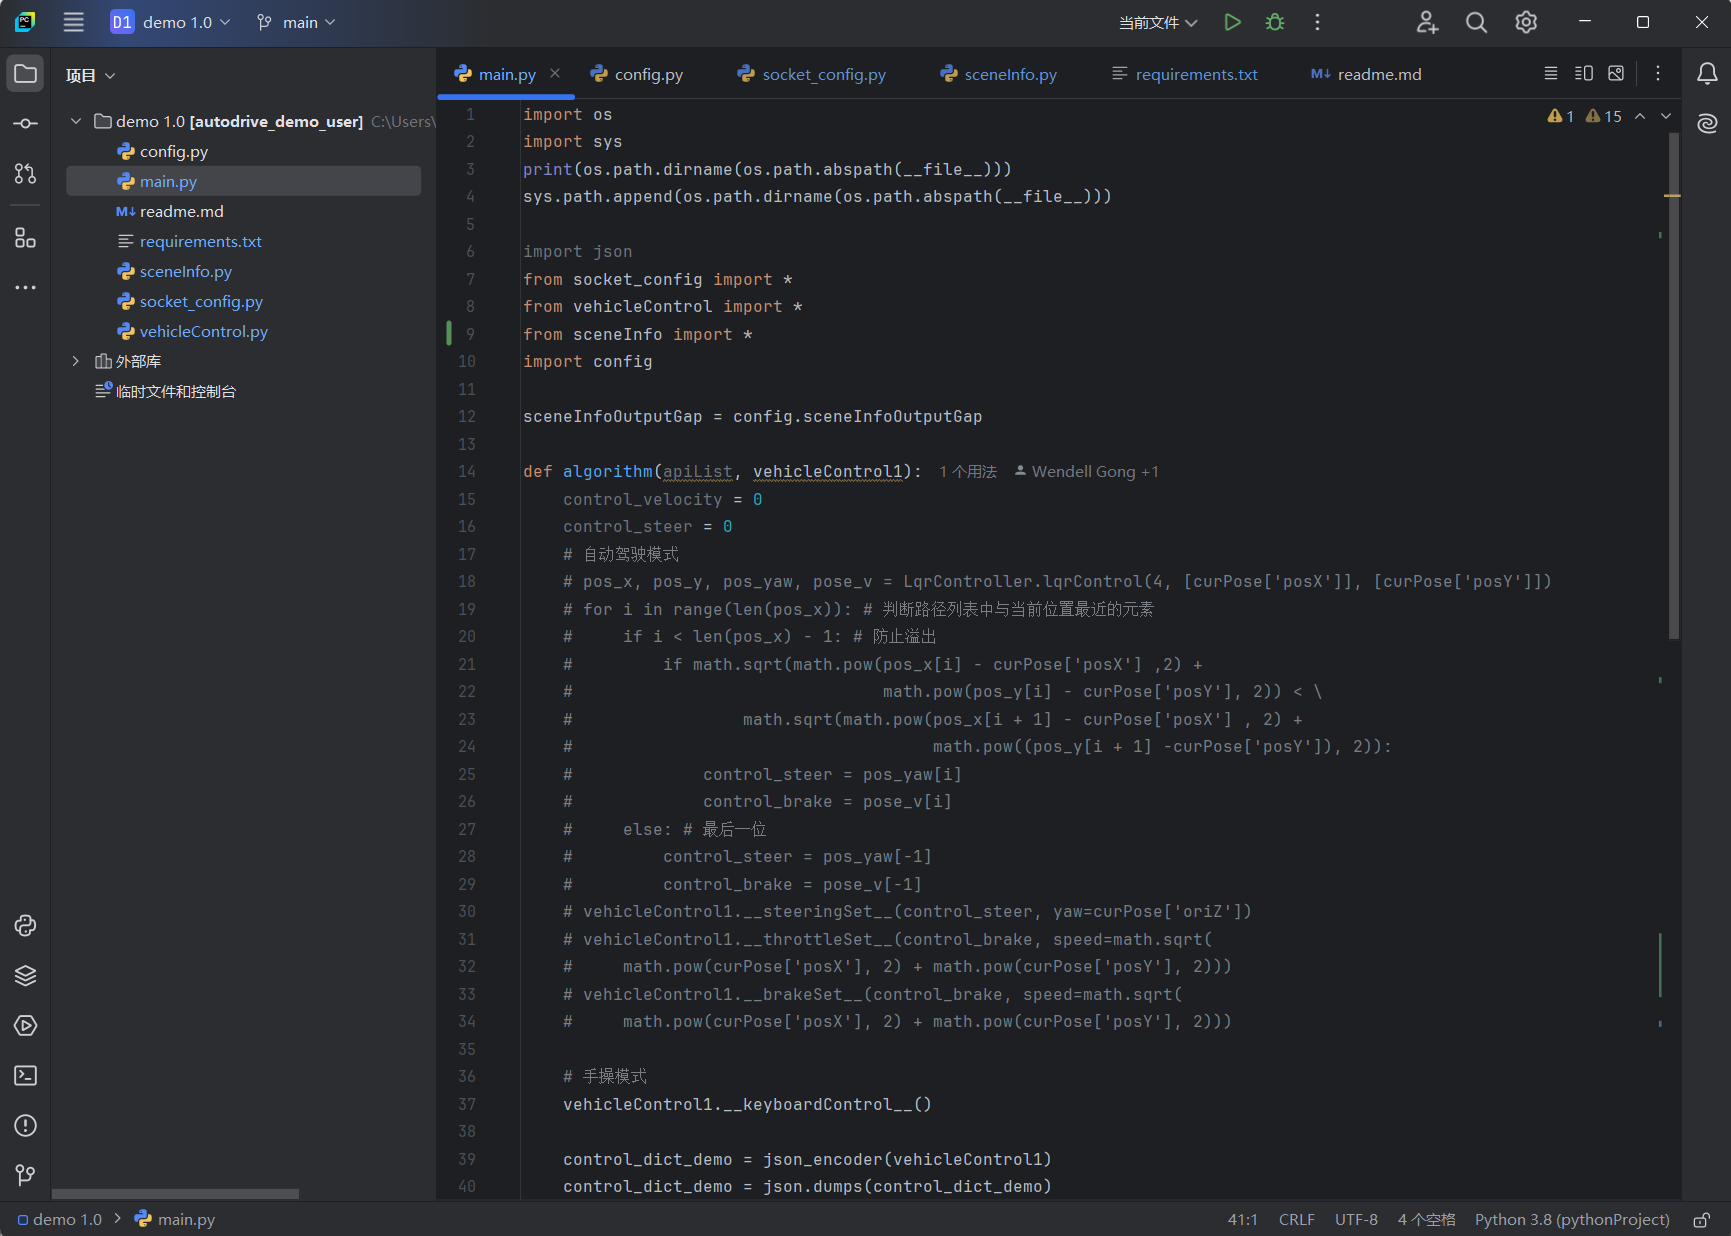 PC
D1 demo 1.0
main
当前文件
项目
demo 1.0 [autodrive_demo_user] C:\Users\
config.py
main.py
M↓ readme.md
requirements.txt
sceneInfo.py
socket_config.py
vehicleControl.py
外部库
临时文件和控制台
main.py
config.py
socket_config.py
sceneInfo.py
requirements.txt
M↓ readme.md
1 15
1 import os
2 import sys
3 print(os.path.dirname(os.path.abspath(__file__)))
4 sys.path.append(os.path.dirname(os.path.abspath(__file__)))
5
6 import json
7 from socket_config import *
8 from vehicleControl import *
9 from sceneInfo import *
10 import config
11
12 sceneInfoOutputGap = config.sceneInfoOutputGap
13
14 def algorithm(apiList, vehicleControl1): 1 个用法 Wendell Gong +1
15 control_velocity = 0
16 control_steer = 0
17 # 自动驾驶模式
18 # pos_x, pos_y, pos_yaw, pose_v = LqrController.lqrControl(4, [curPose['posX']], [curPose['posY']])
19 # for i in range(len(pos_x)): # 判断路径列表中与当前位置最近的元素
20 # if i < len(pos_x) - 1: # 防止溢出
21 # if math.sqrt(math.pow(pos_x[i] - curPose['posX'] ,2) +
22 # math.pow(pos_y[i] - curPose['posY'], 2)) < \
23 # math.sqrt(math.pow(pos_x[i + 1] - curPose['posX'] , 2) +
24 # math.pow((pos_y[i + 1] -curPose['posY']), 2)):
25 # control_steer = pos_yaw[i]
26 # control_brake = pose_v[i]
27 # else: # 最后一位
28 # control_steer = pos_yaw[-1]
29 # control_brake = pose_v[-1]
30 # vehicleControl1.__steeringSet__(control_steer, yaw=curPose['oriZ'])
31 # vehicleControl1.__throttleSet__(control_brake, speed=math.sqrt(
32 # math.pow(curPose['posX'], 2) + math.pow(curPose['posY'], 2)))
33 # vehicleControl1.__brakeSet__(control_brake, speed=math.sqrt(
34 # math.pow(curPose['posX'], 2) + math.pow(curPose['posY'], 2)))
35
36 # 手操模式
37 vehicleControl1.__keyboardControl__()
38
39 control_dict_demo = json_encoder(vehicleControl1)
40 control_dict_demo = json.dumps(control_dict_demo)
demo 1.0 > main.py
41:1 CRLF UTF-8 4 个空格 Python 3.8 (pythonProject)